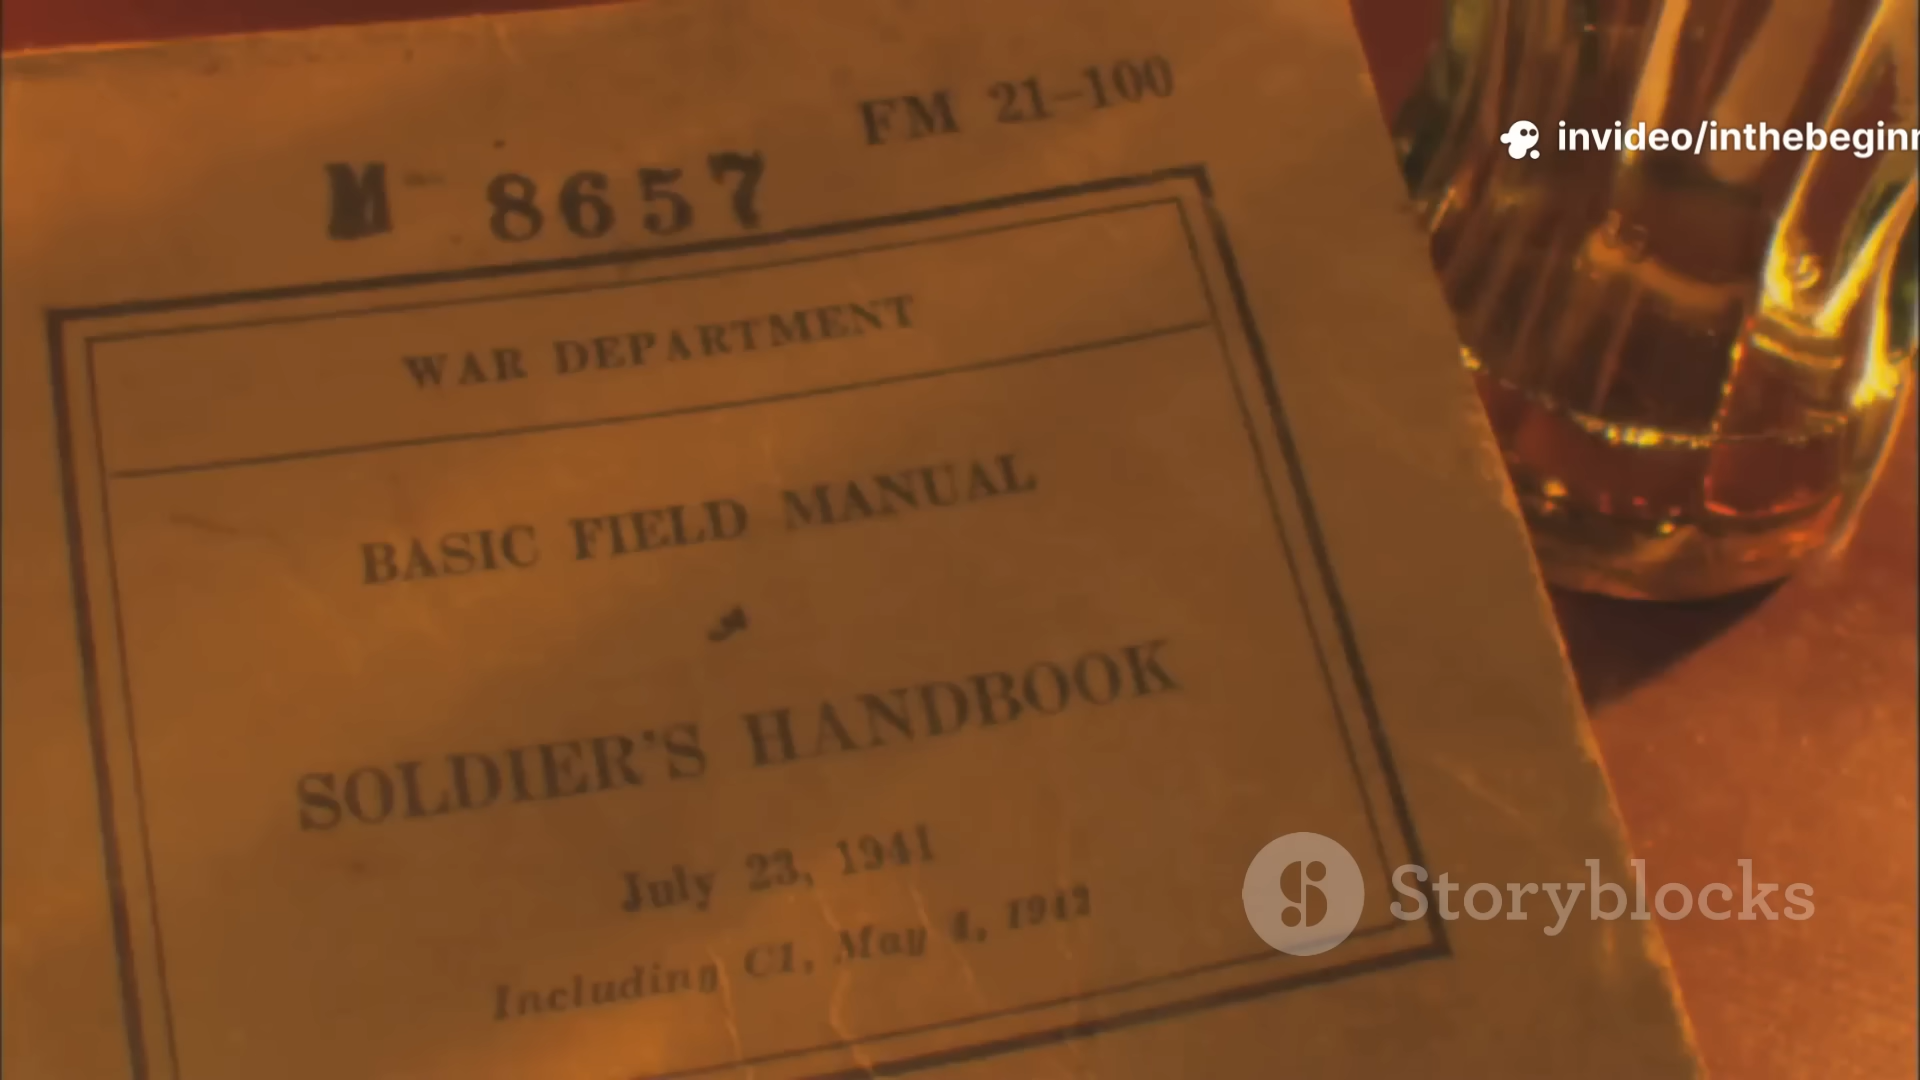 FM 21-100
M 8657
invideo/inthebeginn
WAR DEPARTMENT
BASIC FIELD MANUAL
SOLDIER'S HANDBOOK
July 23, 1941
Including C1, May 4, 1942
Storyblocks